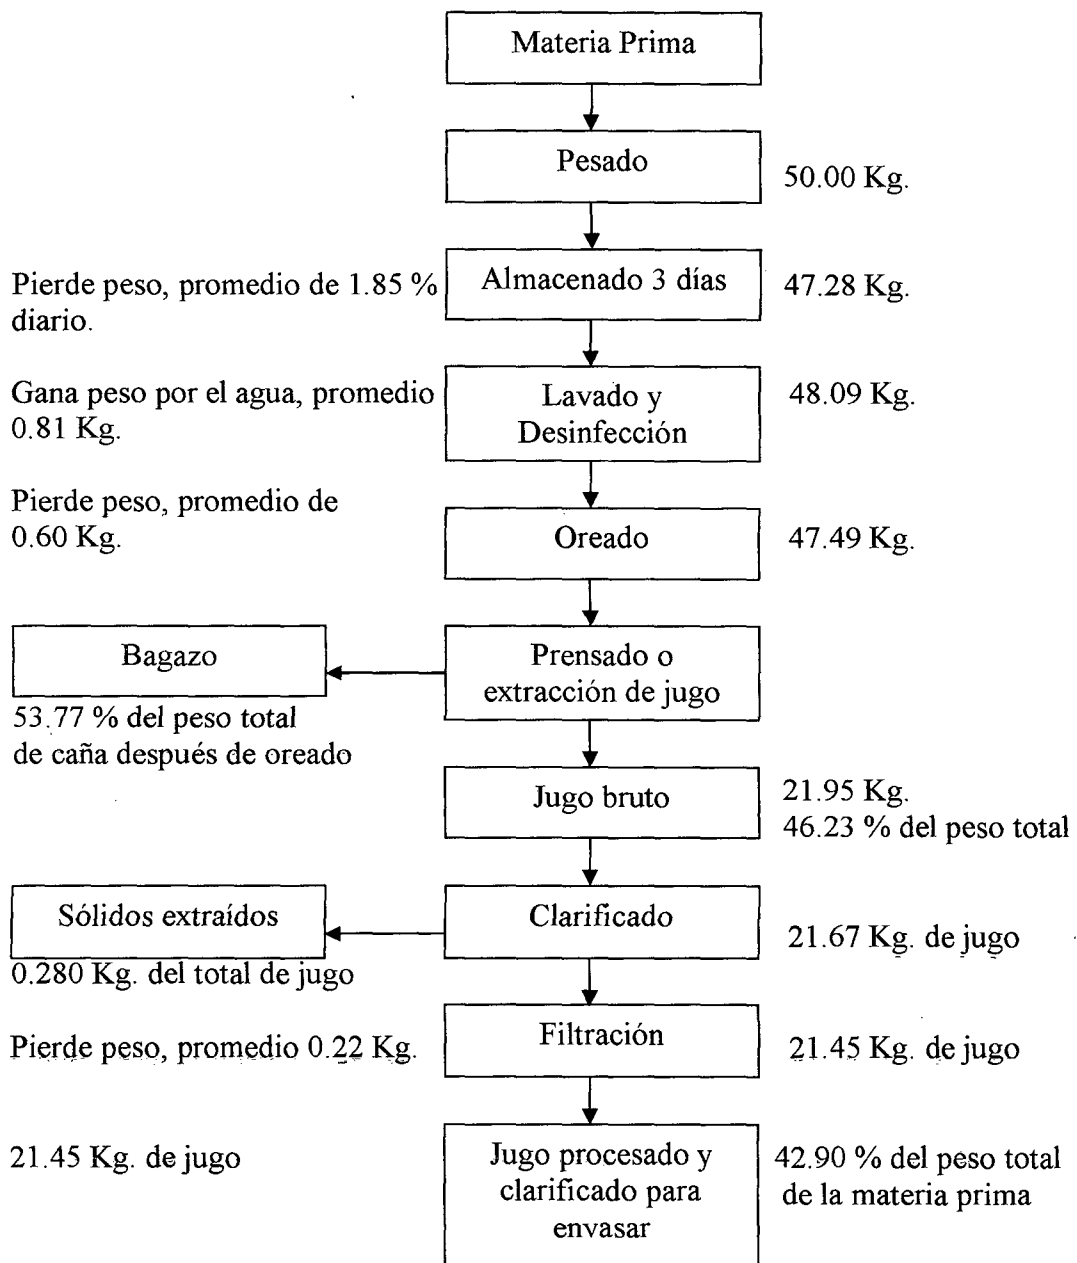 Materia Prima
Pesado
50.00 Kg.
Pierde peso, promedio de 1.85 %
diario.
Almacenado 3 días
47.28 Kg.
Gana peso por el agua, promedio
0.81 Kg.
Lavado y
Desinfección
48.09 Kg.
Pierde peso, promedio de
0.60 Kg.
Oreado
47.49 Kg.
Bagazo
Prensado o
extracción de jugo
53.77 % del peso total
de caña después de oreado
Jugo bruto
21.95 Kg.
46.23 % del peso total
Sólidos extraídos
Clarificado
21.67 Kg. de jugo
0.280 Kg. del total de jugo
Pierde peso, promedio 0.22 Kg.
Filtración
21.45 Kg. de jugo
21.45 Kg. de jugo
Jugo procesado y
clarificado para
envasar
42.90 % del peso total
de la materia prima